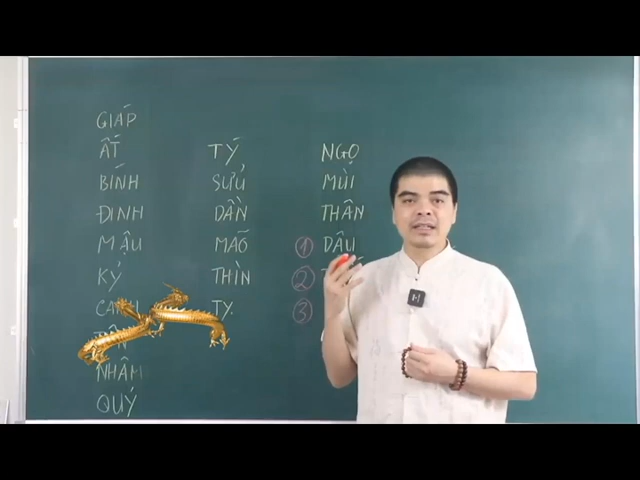 GIÁP
ẤT
BÍNH
ĐINH
MẬU
KỶ
NHÂM
QUÝ
TÝ
SỬU
DẦN
MÃO
THÌN
TỴ
NGỌ
MÙI
THÂN
① DẬU
②
③